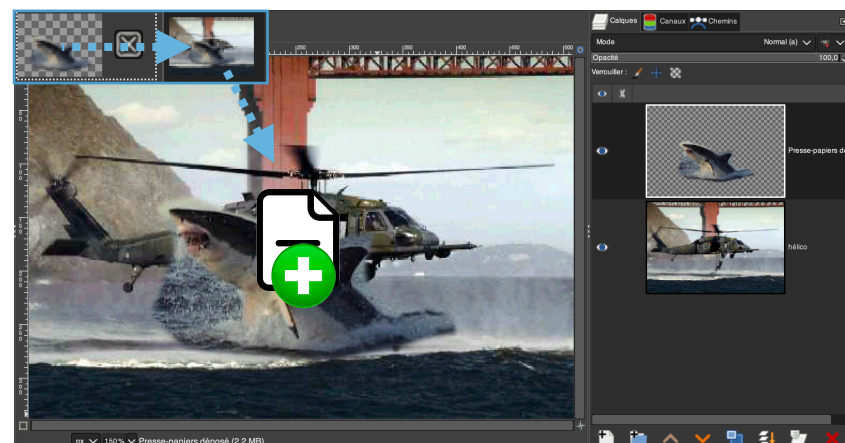 Calques Canaux Chemins
Mode Normal (a)
Opacité 100,0
Verrouiller :
Presse-papiers dé
hélico
px 150% Presse-papiers déposé (2,2 MB)